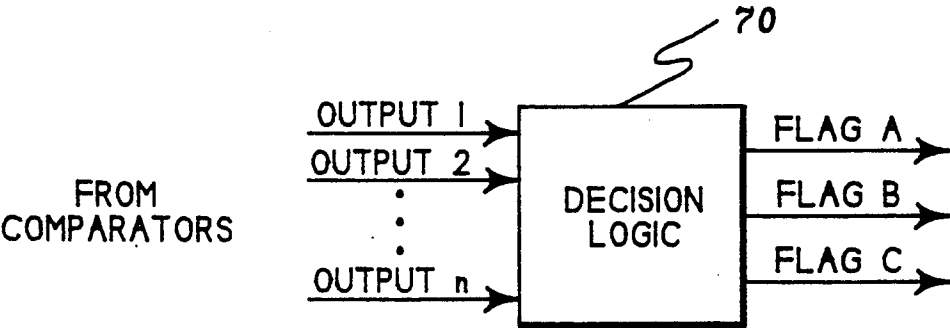 70
OUTPUT 1
OUTPUT 2
FROM
COMPARATORS
OUTPUT n
DECISION
LOGIC
FLAG A
FLAG B
FLAG C